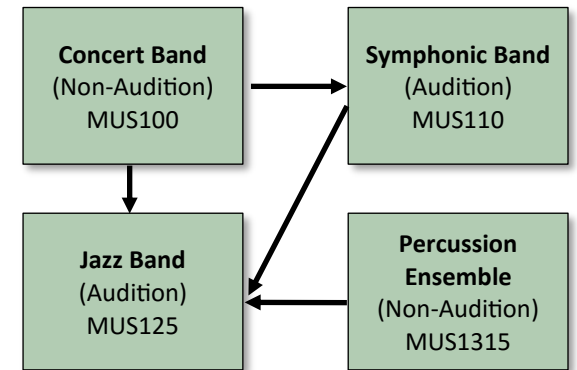 Concert Band
(Non-Audition)
MUS100
Symphonic Band
(Audition)
MUS110
Jazz Band
(Audition)
MUS125
Percussion
Ensemble
(Non-Audition)
MUS1315